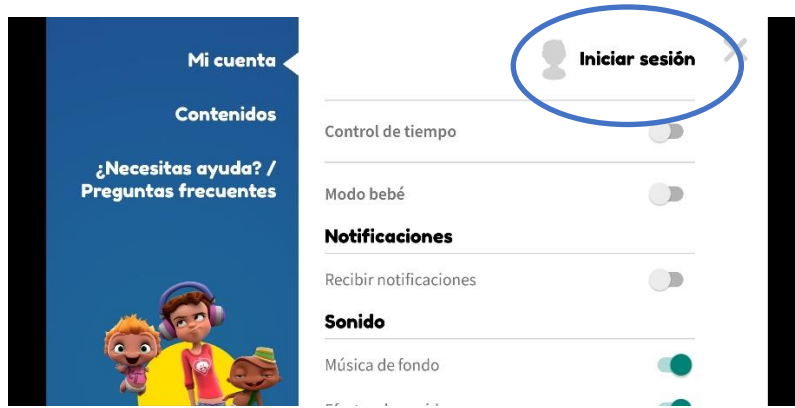 Mi cuenta
Contenidos
¿Necesitas ayuda? /
Preguntas frecuentes
Iniciar sesión
Control de tiempo
Modo bebé
Notificaciones
Recibir notificaciones
Sonido
Música de fondo